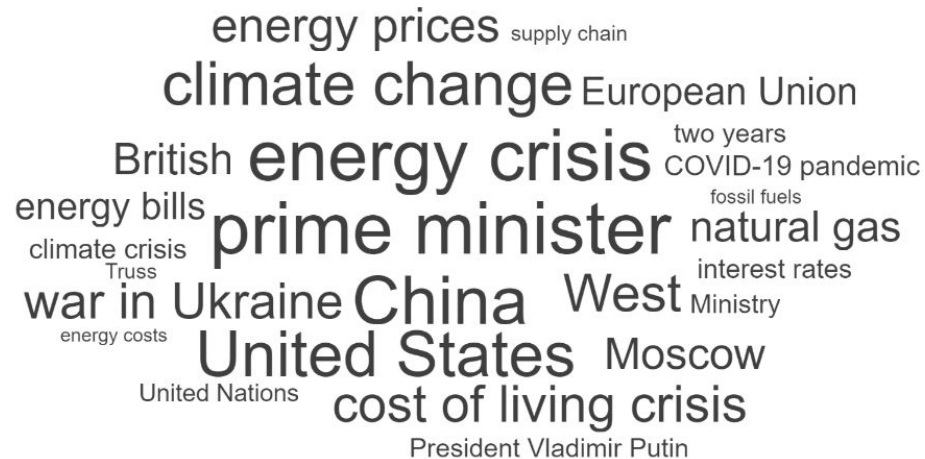 energy prices supply chain
climate change European Union
two years
British energy crisis COVID-19 pandemic
fossil fuels
energy bills prime minister natural gas
climate crisis
Truss interest rates
war in Ukraine China West Ministry
energy costs
United States Moscow
United Nations cost of living crisis
President Vladimir Putin